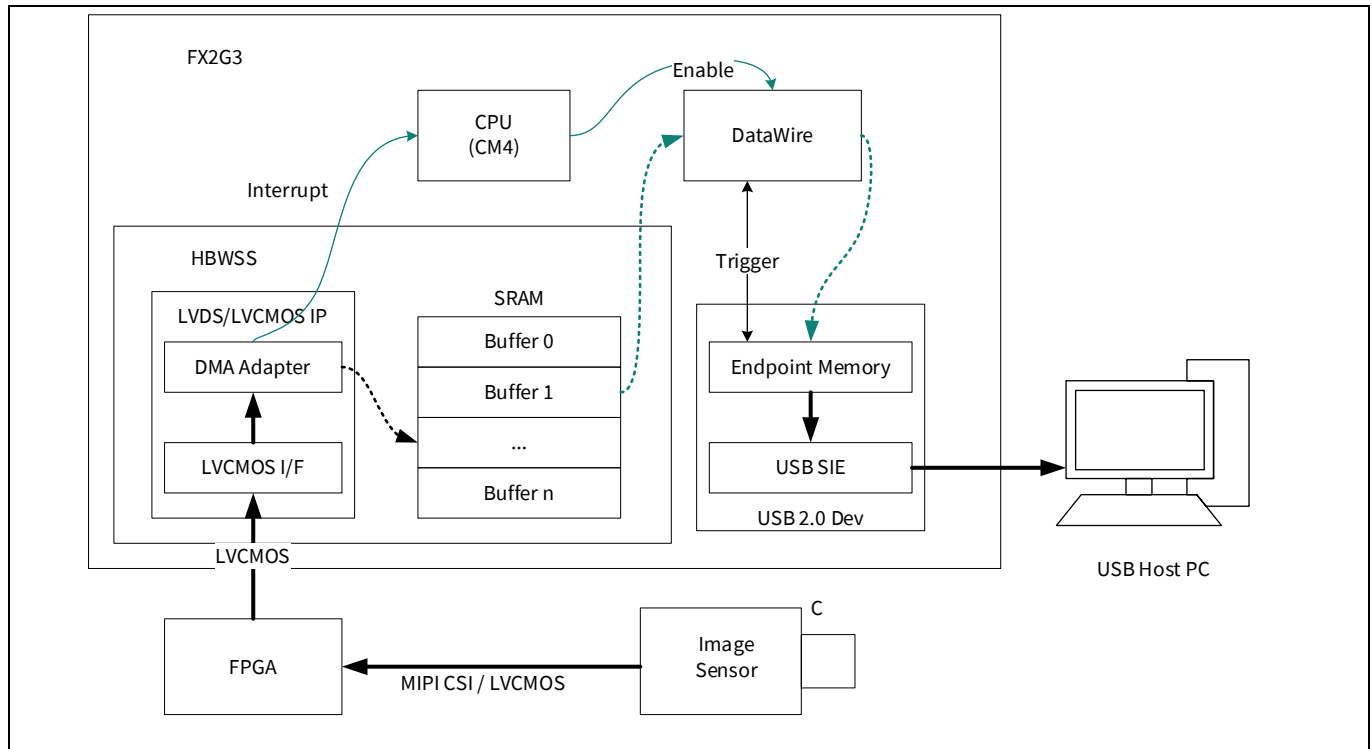 FX2G3
Enable
CPU
(CM4)
DataWire
Interrupt
HBWSS
Trigger
SRAM
LVDS/LVCMOS IP
Buffer 0
DMA Adapter
Endpoint Memory
Buffer 1
...
LVCMOS I/F
USB SIE
Buffer n
USB 2.0 Dev
LVCMOS
USB Host PC
C
Image
Sensor
FPGA
MIPI CSI / LVCMOS